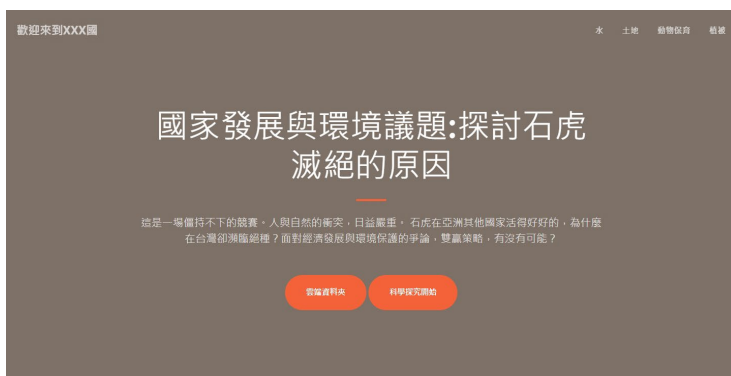 歡迎來到XXX國
水 土地 動物保育 植被
國家發展與環境議題:探討石虎
滅絕的原因
這是一場僵持不下的競賽。人與自然的衝突，日益嚴重。 石虎在亞洲其他國家活得好好的，為什麼
在台灣卻瀕臨絕種？面對經濟發展與環境保護的爭論，雙贏策略，有沒有可能？
雲端資料夾 科學探究開始